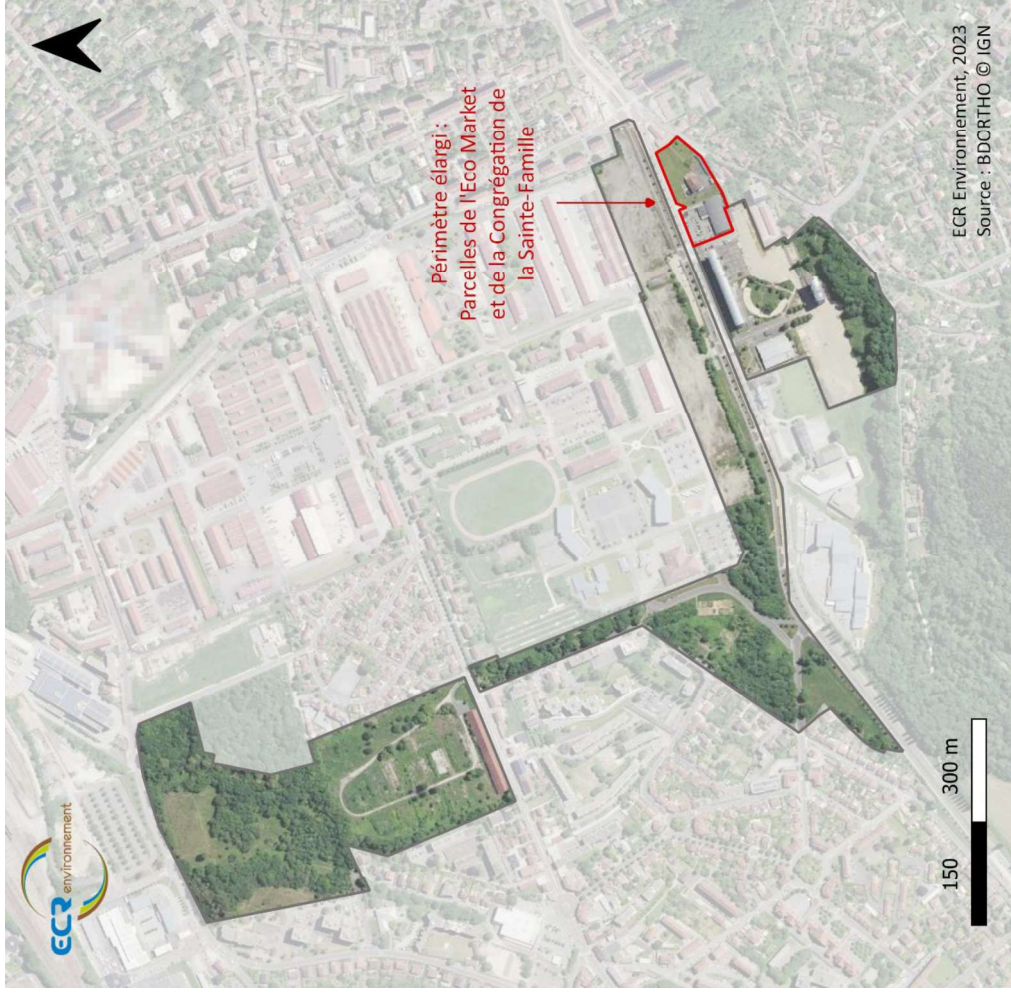 Périmètre élargi :
Parcelles de l'Eco Market
et de la Congrégation de
la Sainte-Famille
ECR environnement
150 300 m
ECR Environnement, 2023
Source : BDORTHO © IGN